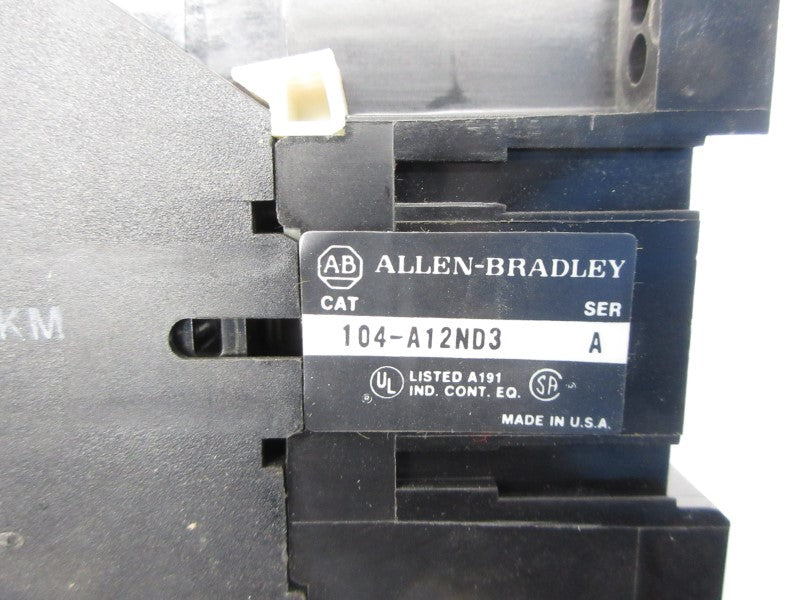 KM
AB ALLEN-BRADLEY
CAT SER
104-A12ND3 A
UL ® LISTED A191
IND. CONT. EQ. SA
MADE IN U.S.A.